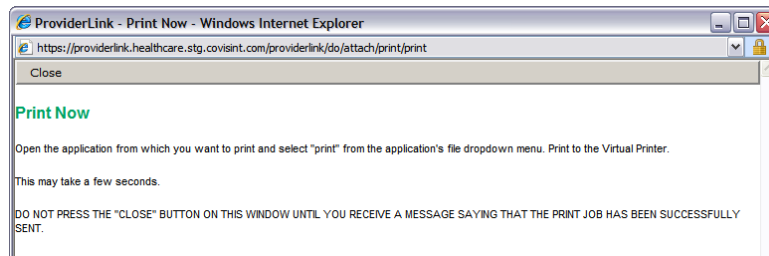 ProviderLink - Print Now - Windows Internet Explorer
https://providerlink.healthcare.stg.covisint.com/providerlink/do/attach/print/print
Close
Print Now
Open the application from which you want to print and select "print" from the application's file dropdown menu. Print to the Virtual Printer.
This may take a few seconds.
DO NOT PRESS THE "CLOSE" BUTTON ON THIS WINDOW UNTIL YOU RECEIVE A MESSAGE SAYING THAT THE PRINT JOB HAS BEEN SUCCESSFULLY
SENT.